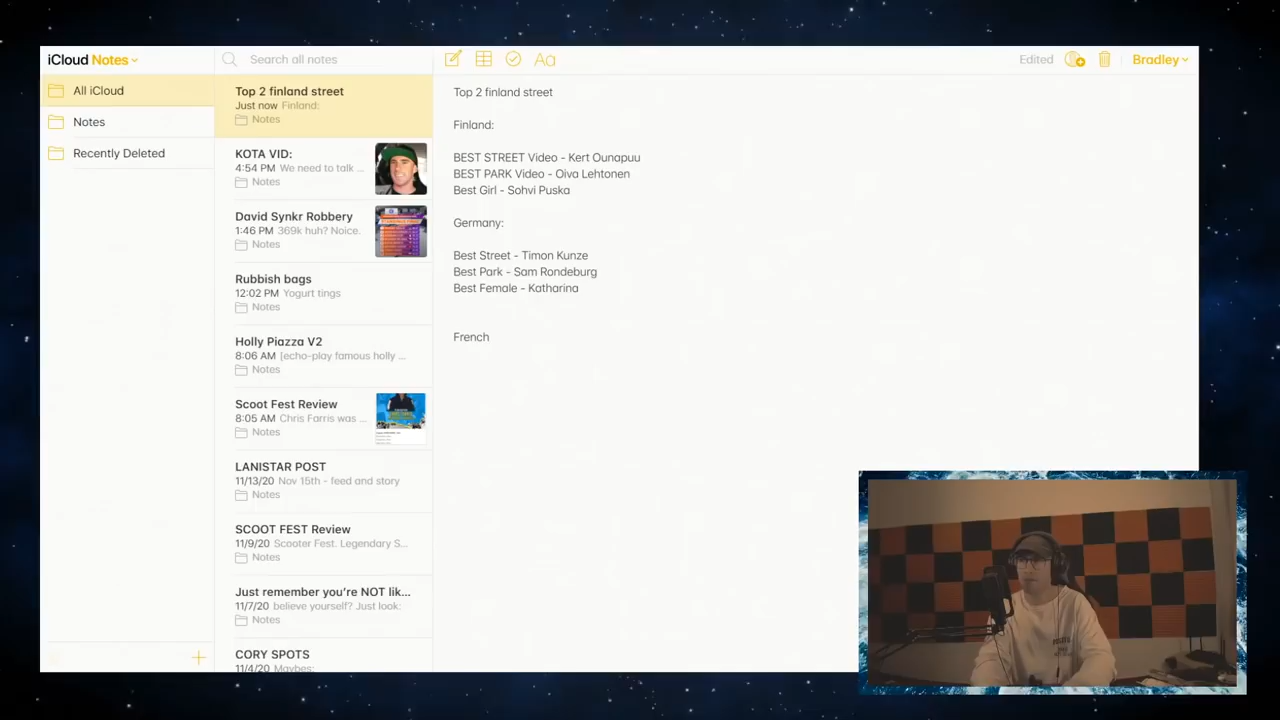 iCloud Notes
Search all notes
Aa
Edited
Bradley
All iCloud
Notes
Recently Deleted
Top 2 finland street
Just now Finland:
Notes
KOTA VID:
4:54 PM We need to talk ...
Notes
David Synkr Robbery
1:46 PM 369k huh? Noice.
Notes
Rubbish bags
12:02 PM Yogurt tings
Notes
Holly Piazza V2
8:06 AM [echo-play famous holly ...
Notes
Scoot Fest Review
8:05 AM Chris Farris was ...
Notes
LANISTAR POST
11/13/20 Nov 15th - feed and story
Notes
SCOOT FEST Review
11/9/20 Scooter Fest. Legendary S...
Notes
Just remember you're NOT lik...
11/7/20 believe yourself? Just look:
Notes
CORY SPOTS
11/4/20 Maybes:
Top 2 finland street
Finland:
BEST STREET Video - Kert Ounapuu
BEST PARK Video - Oiva Lehtonen
Best Girl - Sohvi Puska
Germany:
Best Street - Timon Kunze
Best Park - Sam Rondeburg
Best Female - Katharina
French